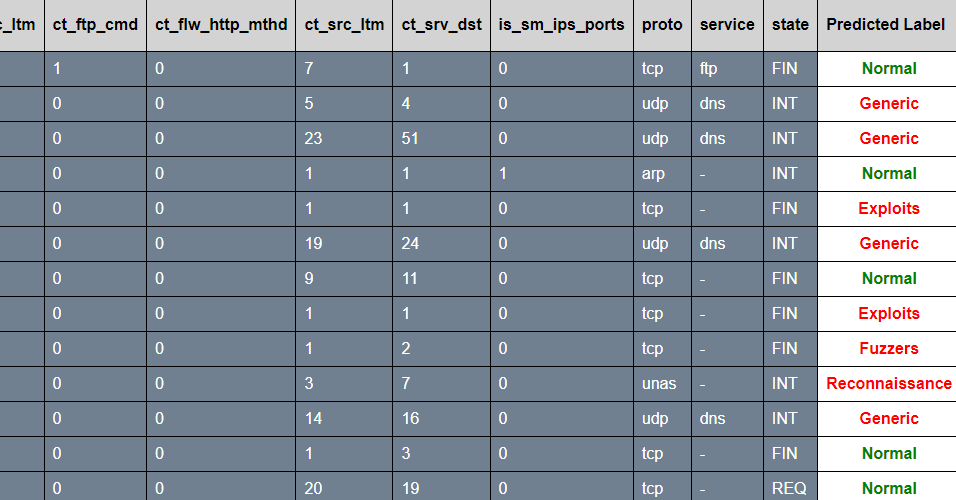 c_ltm ct_ftp_cmd ct_flw_http_mthd ct_src_ltm ct_srv_dst is_sm_ips_ports proto service state Predicted Label
1 0 7 1 0 tcp ftp FIN Normal
0 0 5 4 0 udp dns INT Generic
0 0 23 51 0 udp dns INT Generic
0 0 1 1 1 arp - INT Normal
0 0 1 1 0 tcp - FIN Exploits
0 0 19 24 0 udp dns INT Generic
0 0 9 11 0 tcp - FIN Normal
0 0 1 1 0 tcp - FIN Exploits
0 0 1 2 0 tcp - FIN Fuzzers
0 0 3 7 0 unas - INT Reconnaissance
0 0 14 16 0 udp dns INT Generic
0 0 1 3 0 tcp - FIN Normal
0 0 20 19 0 tcp - REQ Normal